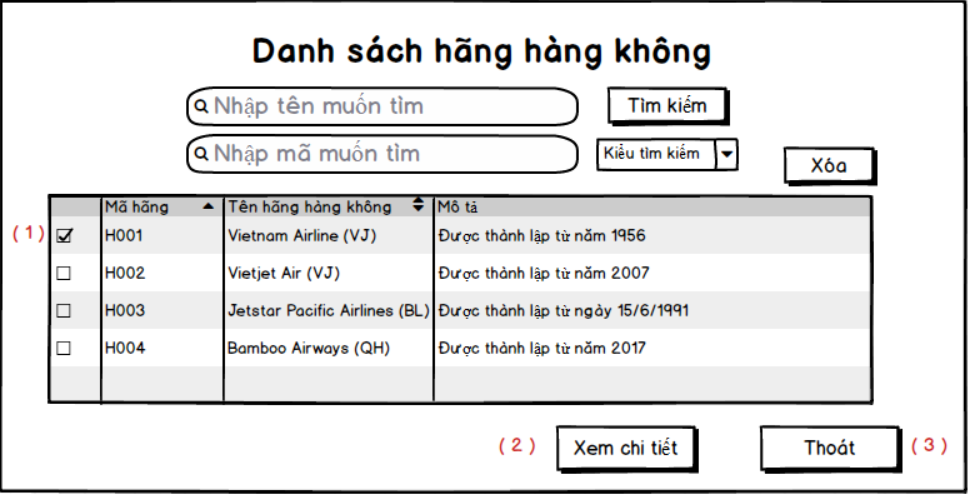 Danh sách hãng hàng không
Nhập tên muốn tìm
Tìm kiếm
Nhập mã muốn tìm
Kiểu tìm kiếm
Xóa
Mã hãng Tên hãng hàng không Mô tả
(1) H001 Vietnam Airline (VJ) Được thành lập từ năm 1956
H002 Vietjet Air (VJ) Được thành lập từ năm 2007
H003 Jetstar Pacific Airlines (BL) Được thành lập từ ngày 15/6/1991
H004 Bamboo Airways (QH) Được thành lập từ năm 2017
(2) Xem chi tiết Thoát (3)